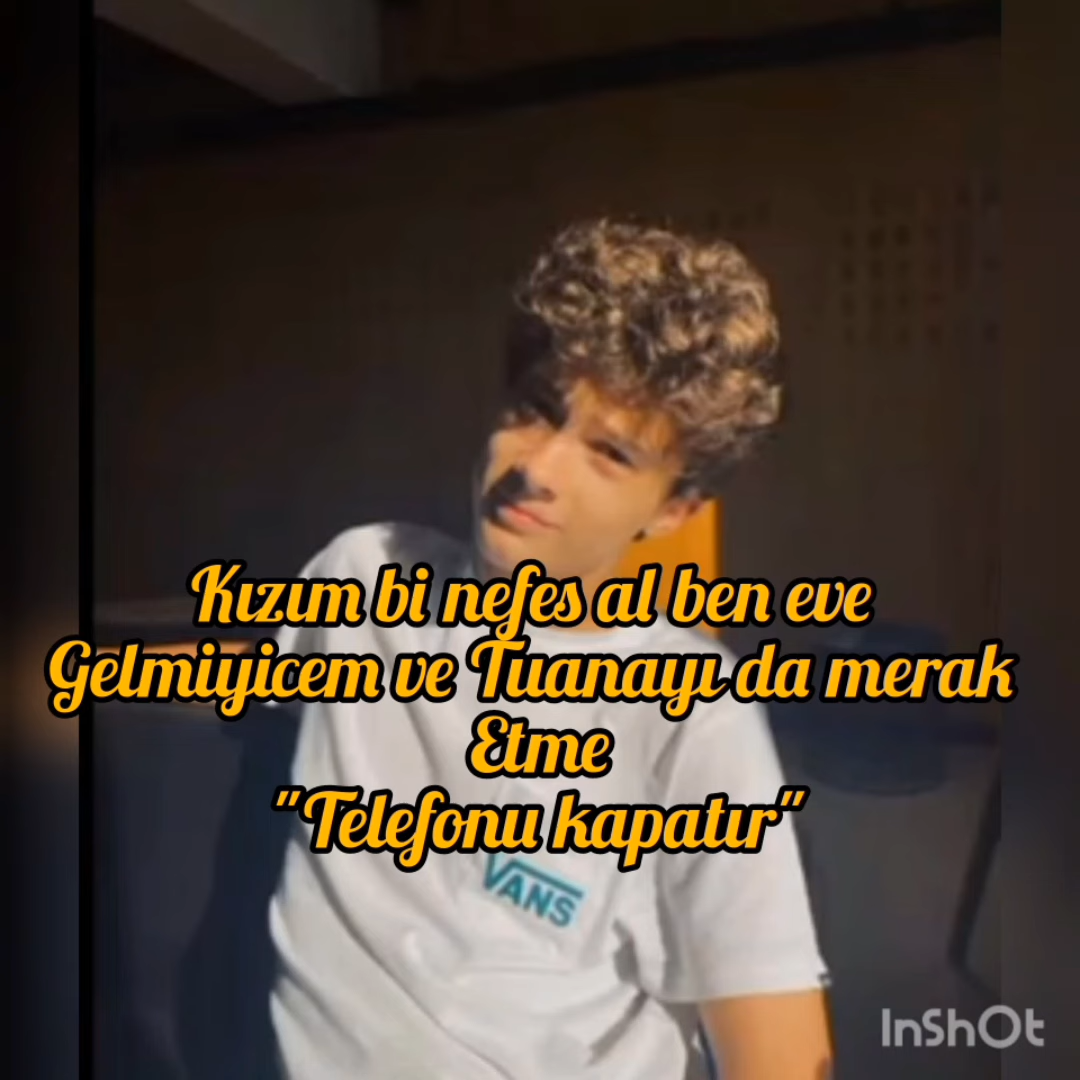 Kızım bi nefes al ben eve
Gelmiyicem ve Tuanayı da merak
Etme
"Telefonu kapatır"
VANS
InShOt